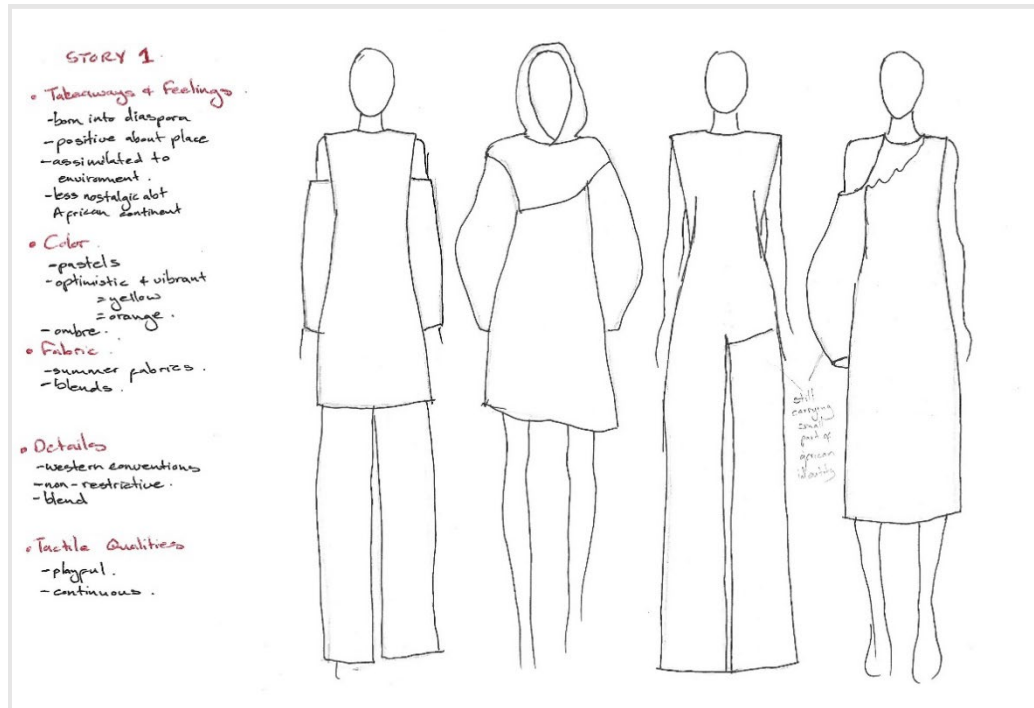 STORY 1.
• Takeaways & Feelings.
-born into diaspora
-positive about place
-assimilated to
environment.
-less nostalgic abt
African continent
• Color.
-pastels
-optimistic & vibrant
=yellow
=orange.
-ombre.
• Fabric.
-summer fabrics.
-blends.
• Details
-western conventions
-non-restrictive.
-blend
• Tactile Qualities
-playful.
-continuous.
still
carrying
small
part of
african
identity